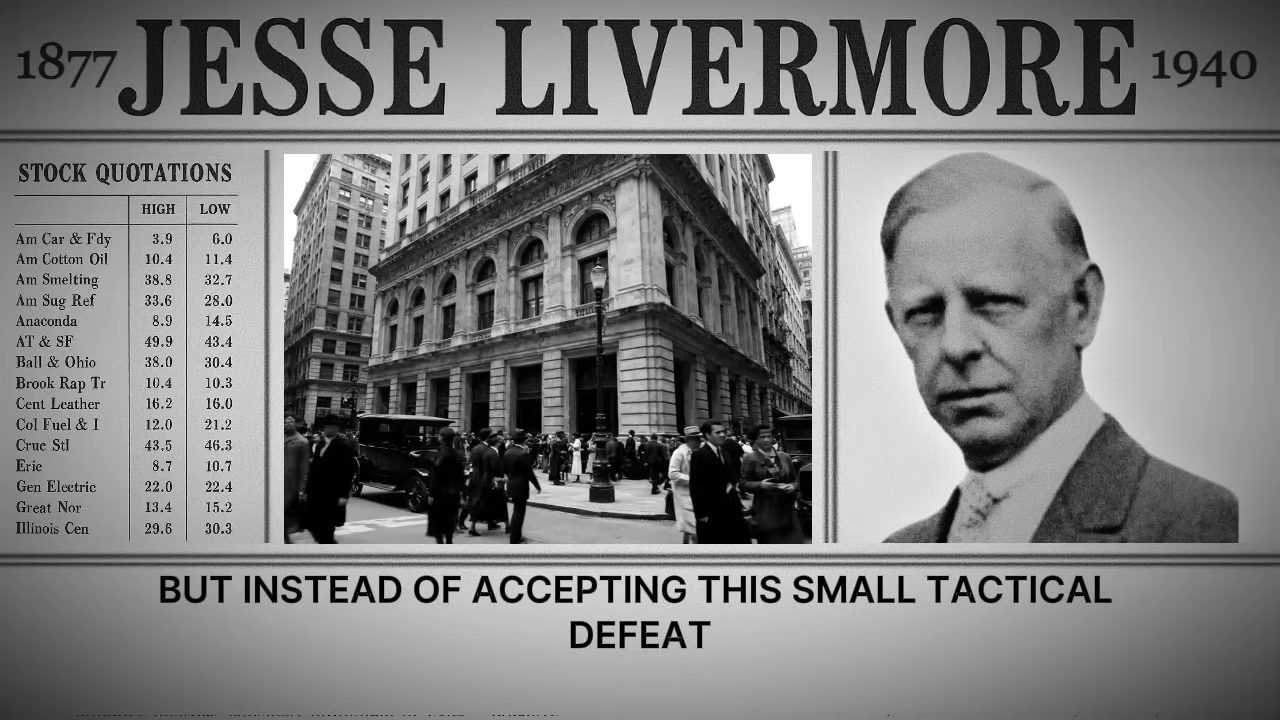 1877 JESSE LIVERMORE 1940
STOCK QUOTATIONS
HIGH LOW
Am Car & Fdy 3.9 6.0
Am Cotton Oil 10.4 11.4
Am Smelting 38.8 32.7
Am Sug Ref 33.6 28.0
Anaconda 8.9 14.5
AT & SF 49.9 43.4
Ball & Ohio 38.0 30.4
Brook Rap Tr 10.4 10.3
Cent Leather 16.2 16.0
Col Fuel & I 12.0 21.2
Cruc Stl 43.5 46.3
Erie 8.7 10.7
Gen Electric 22.0 22.4
Great Nor 13.4 15.2
Illinois Cen 29.6 30.3
BUT INSTEAD OF ACCEPTING THIS SMALL TACTICAL
DEFEAT